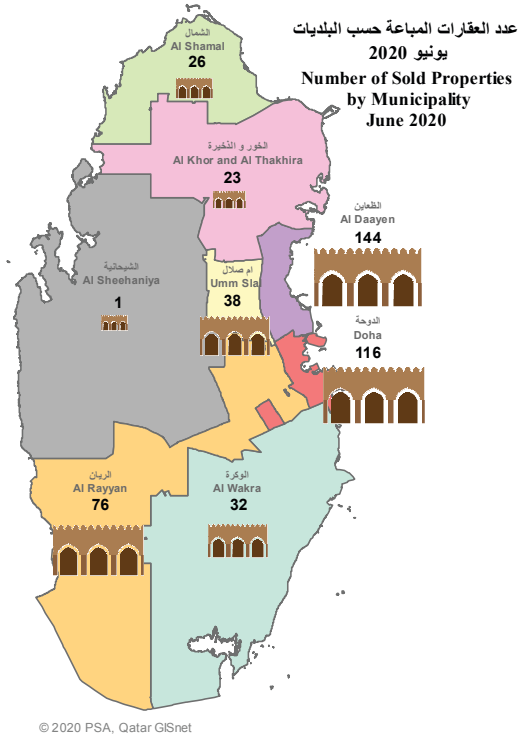 عدد العقارات المباعة حسب البلديات
يونيو 2020
Number of Sold Properties
by Municipality
June 2020
الشمال
Al Shamal
26
الخور و الذخيرة
Al Khor and Al Thakhira
23
الظعاين
Al Daayen
144
الشيحانية
Al Sheehaniya
1
ام صلال
Umm Sla
38
الدوحة
Doha
116
الريان
Al Rayyan
76
الوكرة
Al Wakra
32
© 2020 PSA, Qatar GISnet